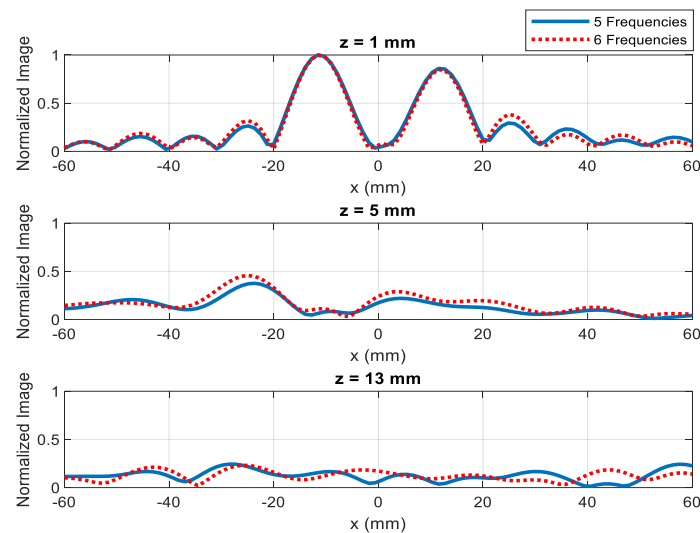 5 Frequencies
6 Frequencies
z = 1 mm
Normalized Image
1
0.5
0
-60 -40 -20 0 20 40 60
x (mm)
z = 5 mm
Normalized Image
1
0.5
0
-60 -40 -20 0 20 40 60
x (mm)
z = 13 mm
Normalized Image
1
0.5
0
-60 -40 -20 0 20 40 60
x (mm)